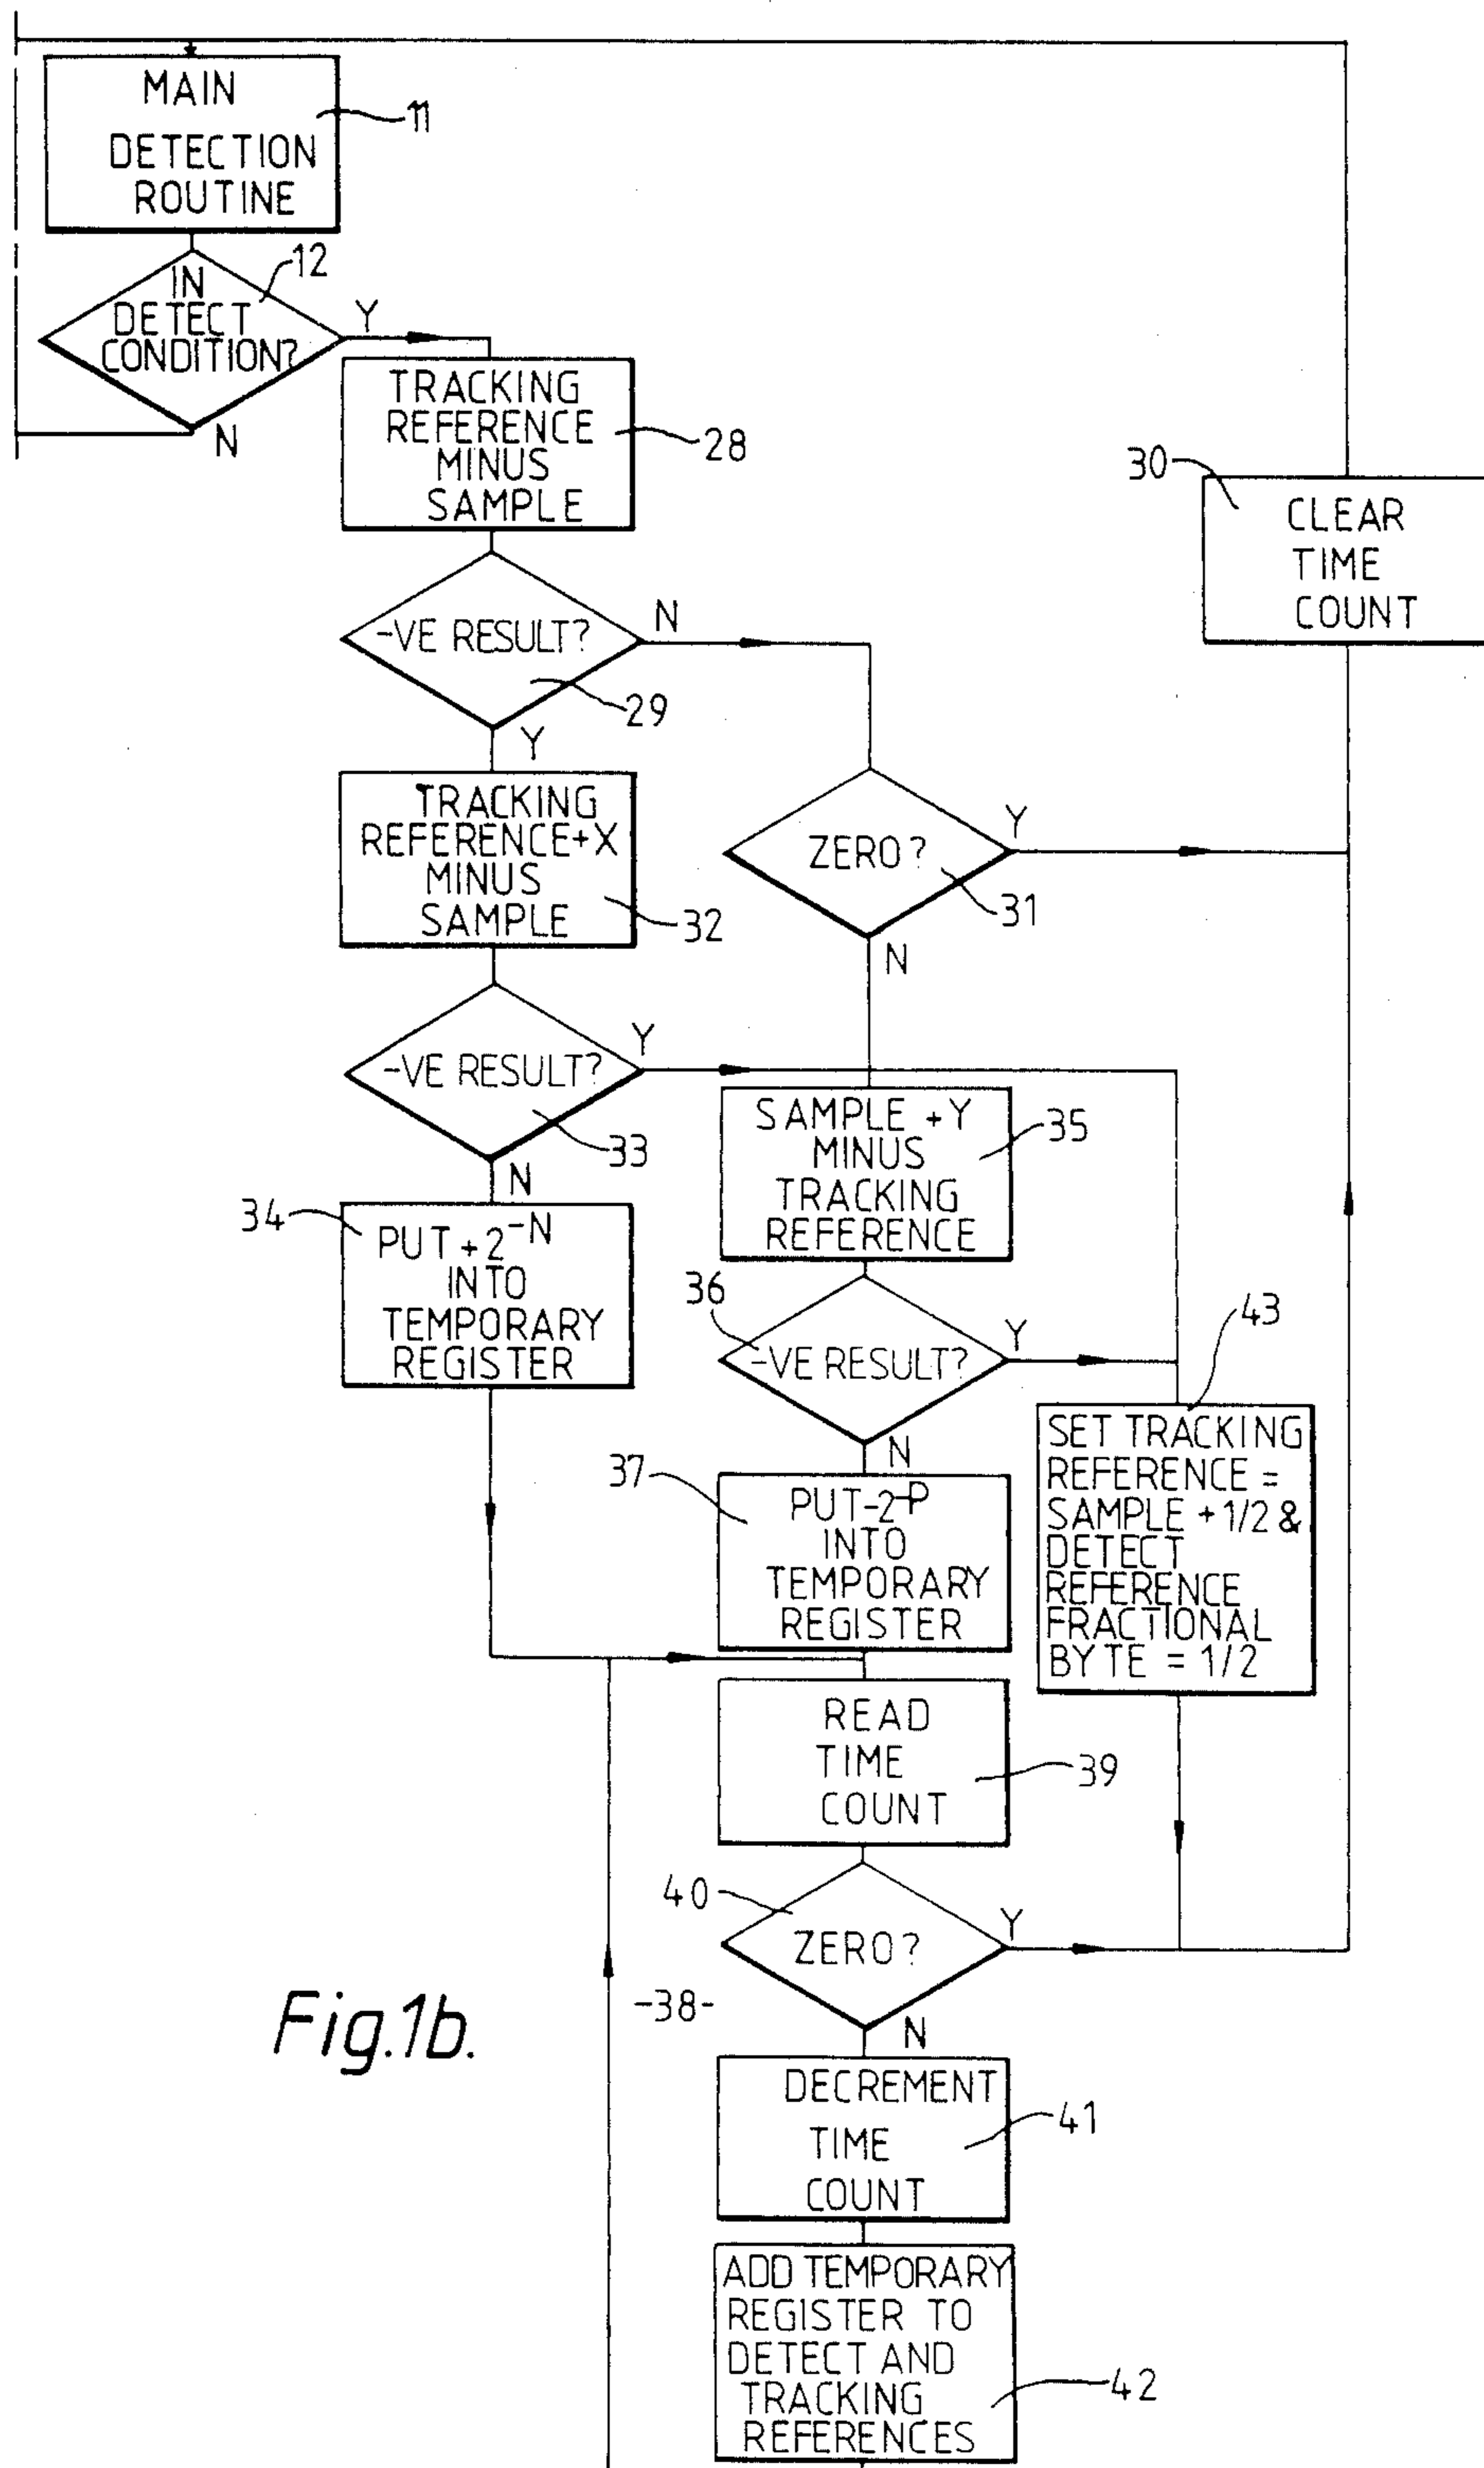 MAIN
DETECTION
ROUTINE
11
IN
DETECT
CONDITION?
12
Y
N
TRACKING
REFERENCE
MINUS
SAMPLE
28
30
CLEAR
TIME
COUNT
-VE RESULT?
N
29
Y
TRACKING
REFERENCE+X
MINUS
SAMPLE
32
ZERO?
Y
31
N
-VE RESULT?
Y
33
N
SAMPLE +Y
MINUS
TRACKING
REFERENCE
35
34
PUT +2^-N
INTO
TEMPORARY
REGISTER
36
-VE RESULT?
Y
N
43
SET TRACKING
REFERENCE =
SAMPLE + 1/2 &
DETECT
REFERENCE
FRACTIONAL
BYTE = 1/2
37
PUT-2^-P
INTO
TEMPORARY
REGISTER
READ
TIME
COUNT
39
40
ZERO?
Y
N
-38-
Fig.1b.
DECREMENT
TIME
COUNT
41
ADD TEMPORARY
REGISTER TO
DETECT AND
TRACKING
REFERENCES
42